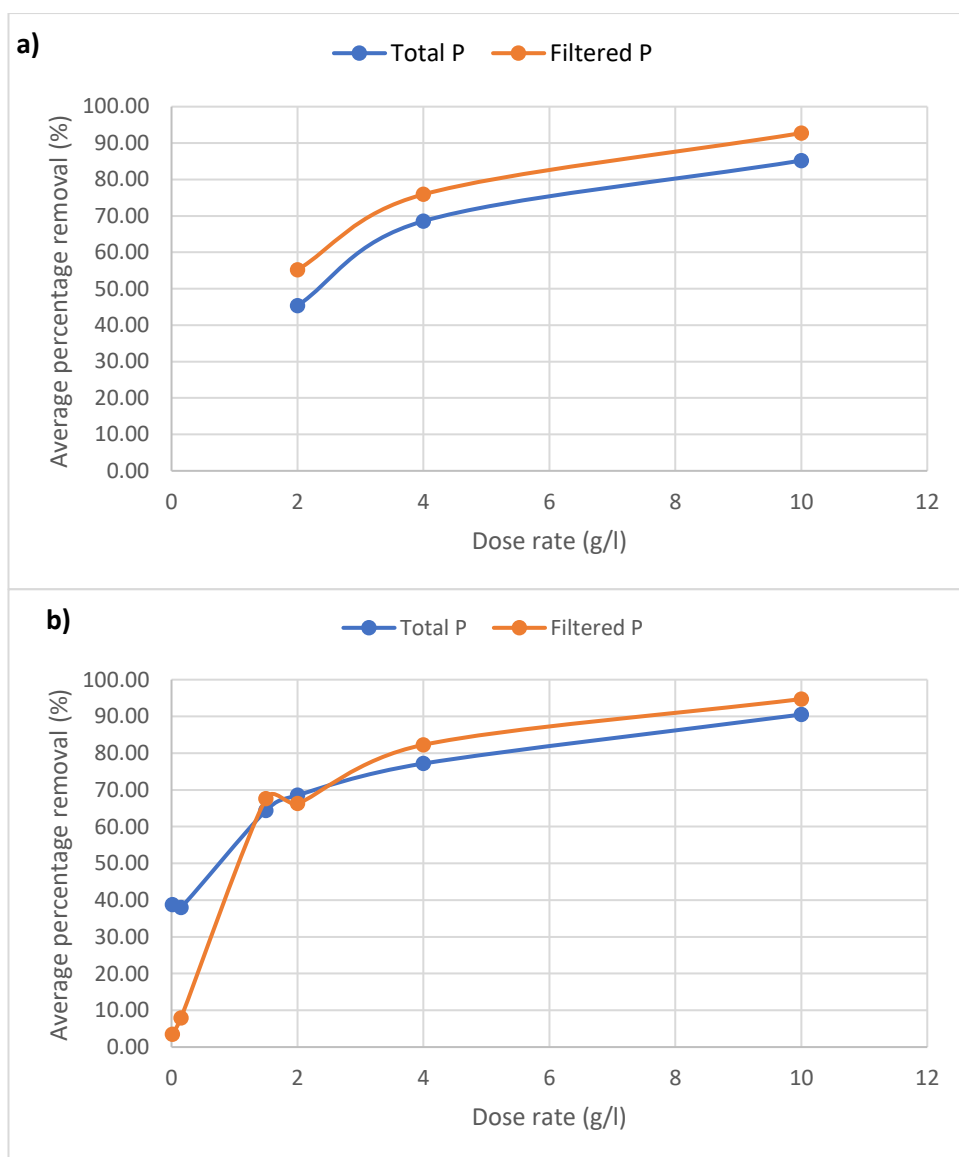 a)
Total P Filtered P
Average percentage removal (%)
100.00
90.00
80.00
70.00
60.00
50.00
40.00
30.00
20.00
10.00
0.00
0 2 4 6 8 10 12
Dose rate (g/l)
b)
Total P Filtered P
Average percentage removal (%)
100.00
90.00
80.00
70.00
60.00
50.00
40.00
30.00
20.00
10.00
0.00
0 2 4 6 8 10 12
Dose rate (g/l)